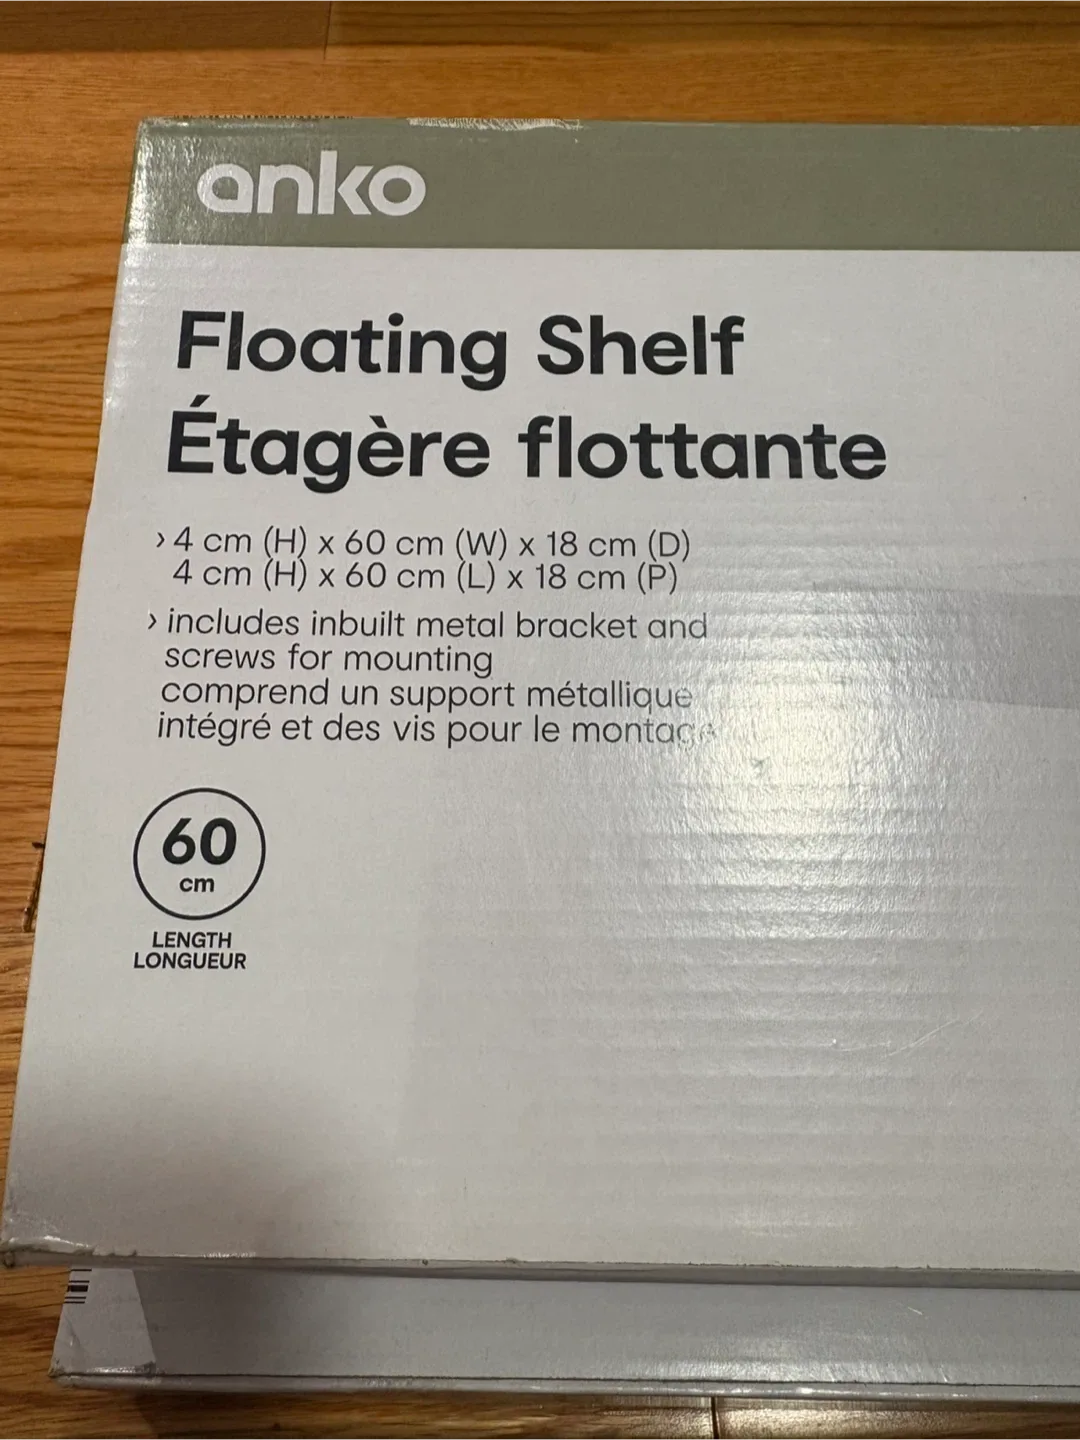 anko
Floating Shelf
Étagère flottante
› 4 cm (H) x 60 cm (W) x 18 cm (D)
4 cm (H) x 60 cm (L) x 18 cm (P)
› includes inbuilt metal bracket and
screws for mounting
comprend un support métallique
intégré et des vis pour le montage
60
cm
LENGTH
LONGUEUR